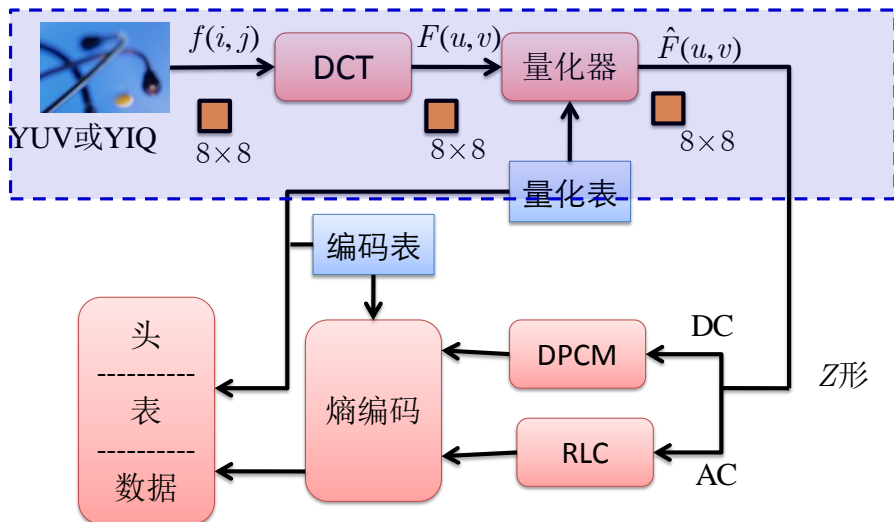 f(i, j)
DCT
F(u, v)
量化器
F̂(u, v)
YUV或YIQ
8×8
8×8
8×8
量化表
编码表
头
----------
表
----------
数据
熵编码
DPCM
DC
RLC
AC
Z形